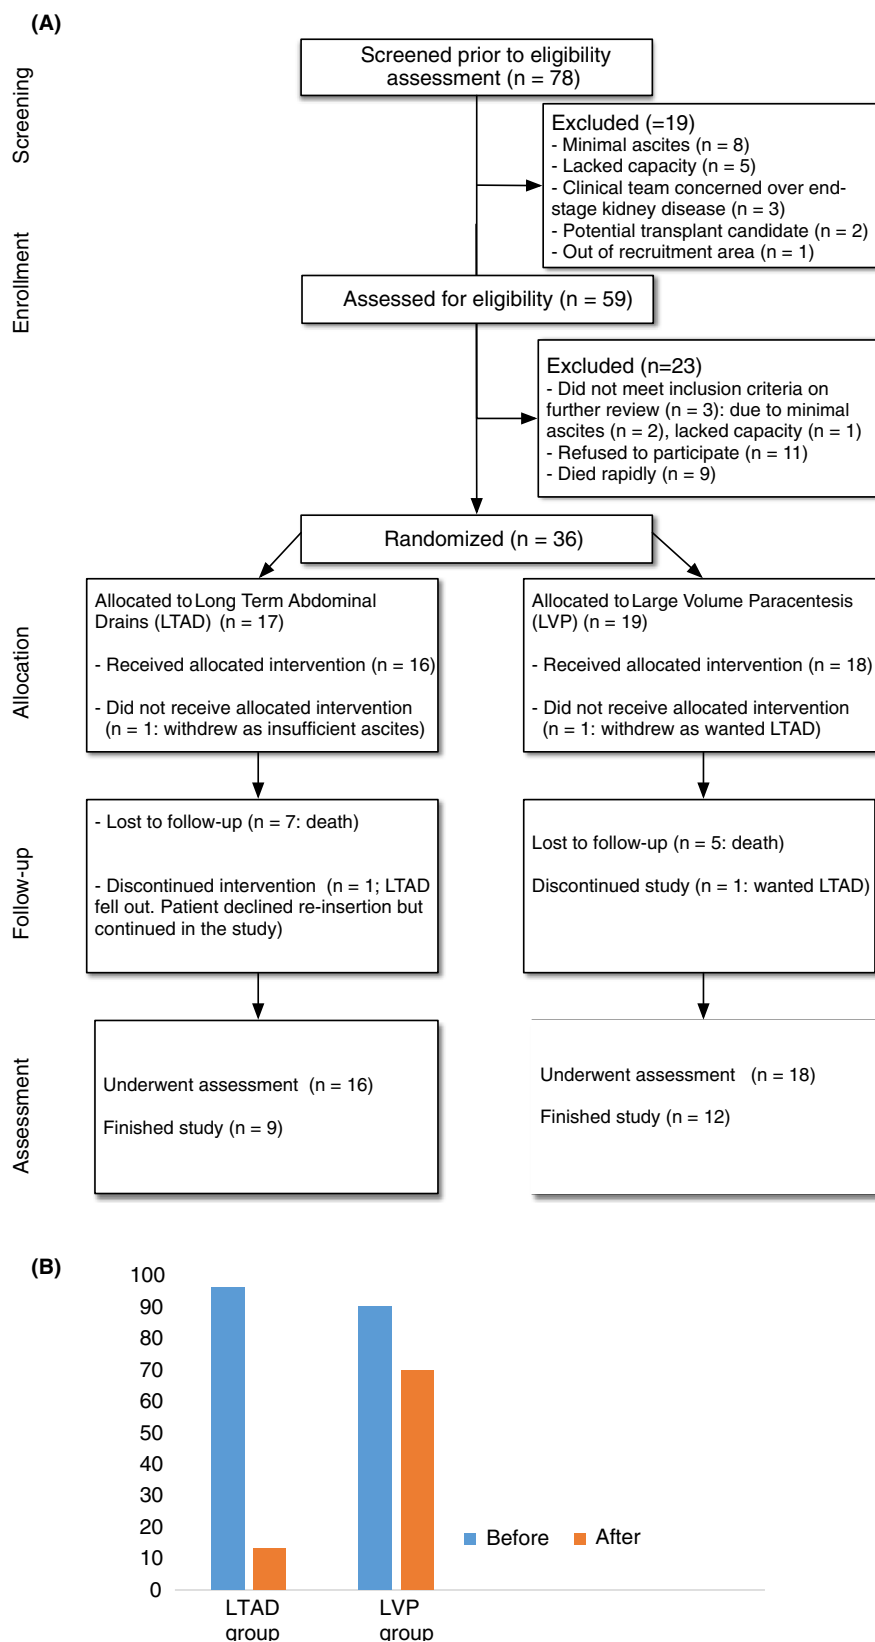 (A)
Screening
Screened prior to eligibility
assessment (n = 78)
Excluded (=19)
- Minimal ascites (n = 8)
- Lacked capacity (n = 5)
- Clinical team concerned over end-
stage kidney disease (n = 3)
- Potential transplant candidate (n = 2)
- Out of recruitment area (n = 1)
Enrollment
Assessed for eligibility (n = 59)
Excluded (n=23)
- Did not meet inclusion criteria on
further review (n = 3): due to minimal
ascites (n = 2), lacked capacity (n = 1)
- Refused to participate (n = 11)
- Died rapidly (n = 9)
Randomized (n = 36)
Allocation
Allocated to Long Term Abdominal
Drains (LTAD) (n = 17)
- Received allocated intervention (n = 16)
- Did not receive allocated intervention
(n = 1: withdrew as insufficient ascites)
Allocated to Large Volume Paracentesis
(LVP) (n = 19)
- Received allocated intervention (n = 18)
- Did not receive allocated intervention
(n = 1: withdrew as wanted LTAD)
Follow-up
- Lost to follow-up (n = 7: death)
- Discontinued intervention (n = 1; LTAD
fell out. Patient declined re-insertion but
continued in the study)
Lost to follow-up (n = 5: death)
Discontinued study (n = 1: wanted LTAD)
Assessment
Underwent assessment (n = 16)
Finished study (n = 9)
Underwent assessment (n = 18)
Finished study (n = 12)
(B)
100
90
80
70
60
50
40
30
20
10
0
LTAD
group
LVP
group
Before
After